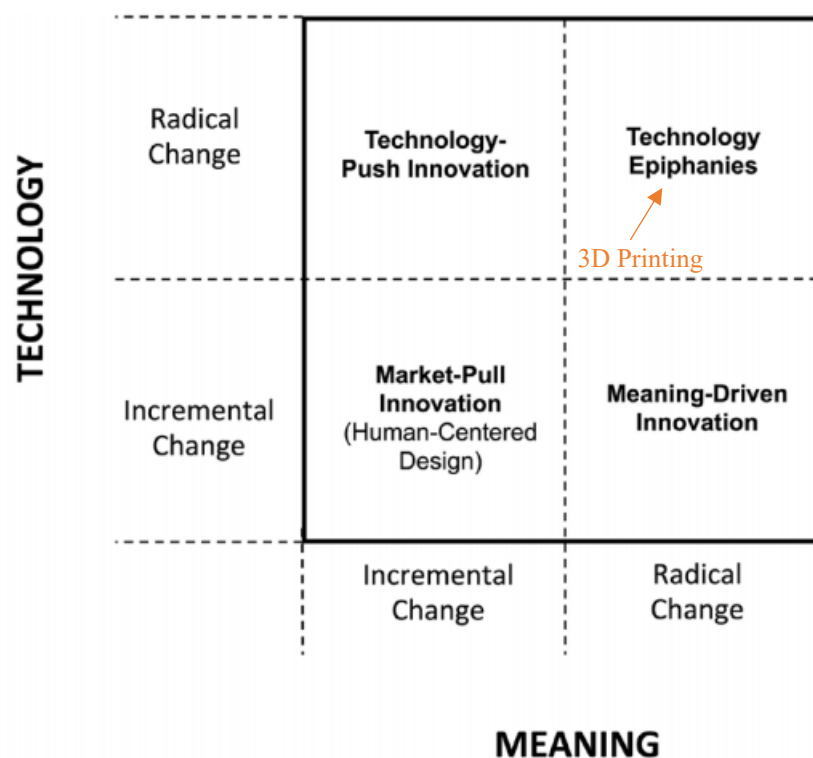 TECHNOLOGY
Radical
Change
Technology-
Push Innovation
Technology
Epiphanies
3D Printing
Incremental
Change
Market-Pull
Innovation
(Human-Centered
Design)
Meaning-Driven
Innovation
Incremental
Change
Radical
Change
MEANING